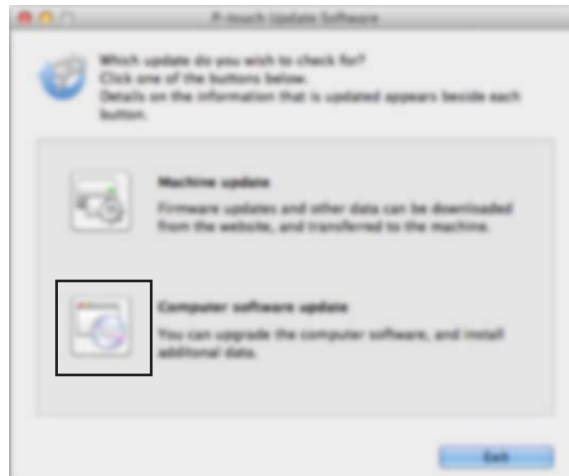 P-touch Update Software
Which update do you wish to check for?
Click one of the buttons below.
Details on the information that is updated appears beside each
button.
Machine update
Firmware updates and other data can be downloaded
from the website, and transferred to the machine.
Computer software update
You can upgrade the computer software, and install
additonal data.
Exit